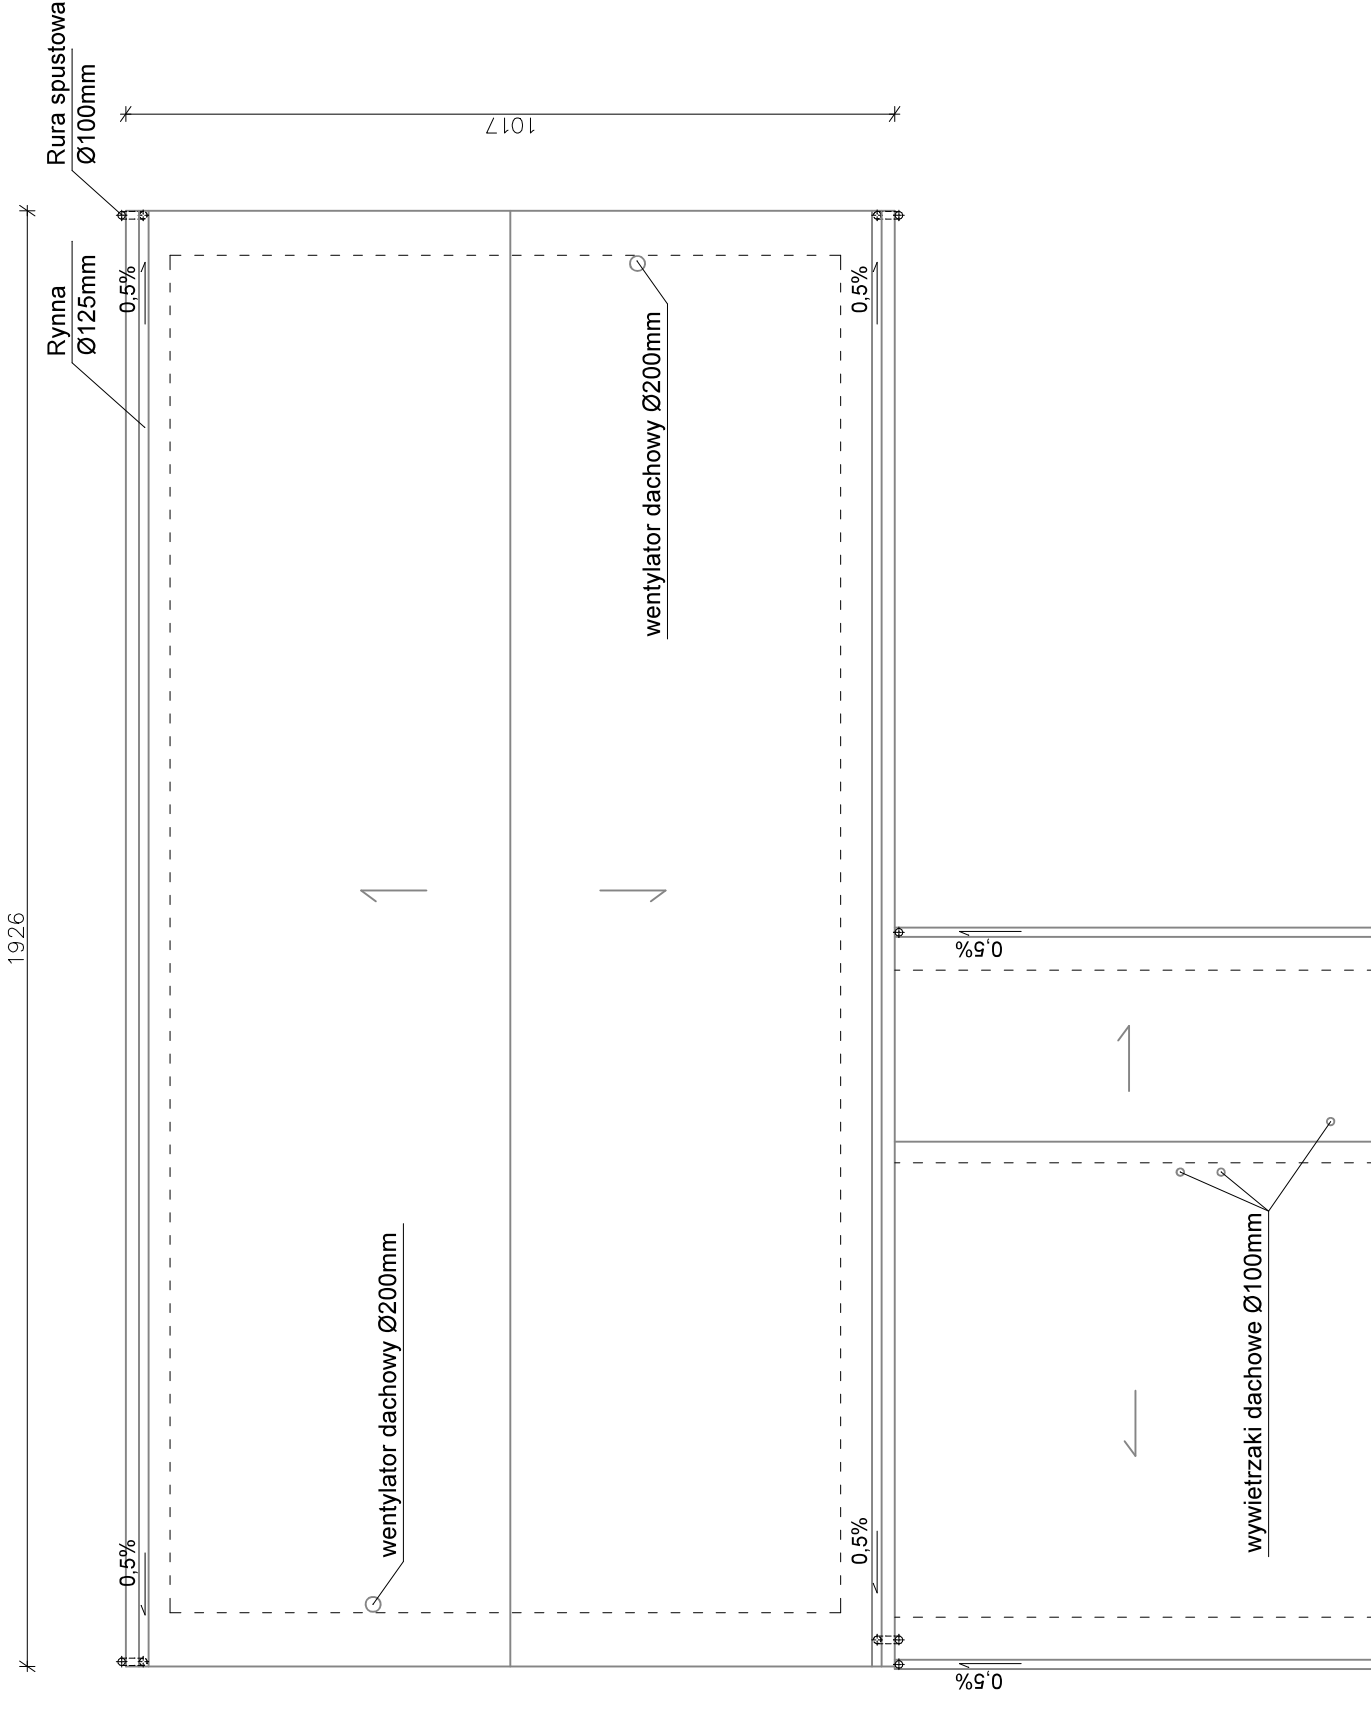 Rura spustowa
Ø100mm
Rynna
Ø125mm
1926
1017
0,5%
0,5%
wentylator dachowy Ø200mm
wentylator dachowy Ø200mm
0,5%
0,5%
0,5%
0,5%
wywietrzaki dachowe Ø100mm